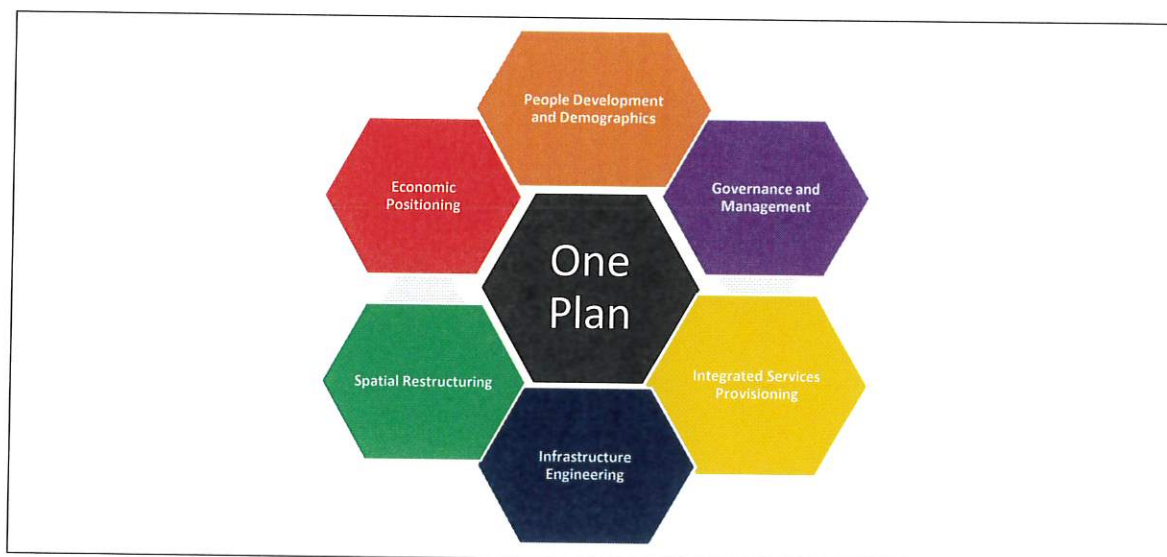 People Development
and Demographics
Economic
Positioning
Governance and
Management
One
Plan
Spatial Restructuring
Integrated Services
Provisioning
Infrastructure
Engineering